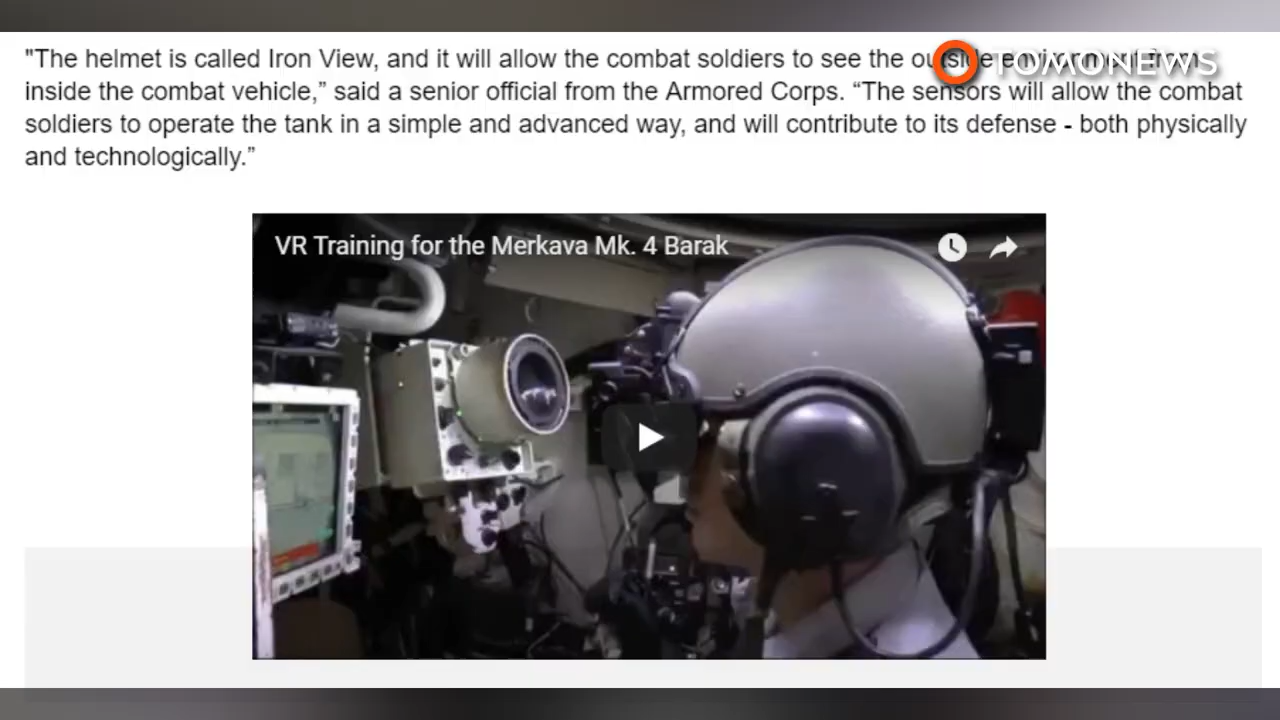 "The helmet is called Iron View, and it will allow the combat soldiers to see the outside environment from
TOMONEWS
inside the combat vehicle,” said a senior official from the Armored Corps. “The sensors will allow the combat
soldiers to operate the tank in a simple and advanced way, and will contribute to its defense - both physically
and technologically.”
VR Training for the Merkava Mk. 4 Barak